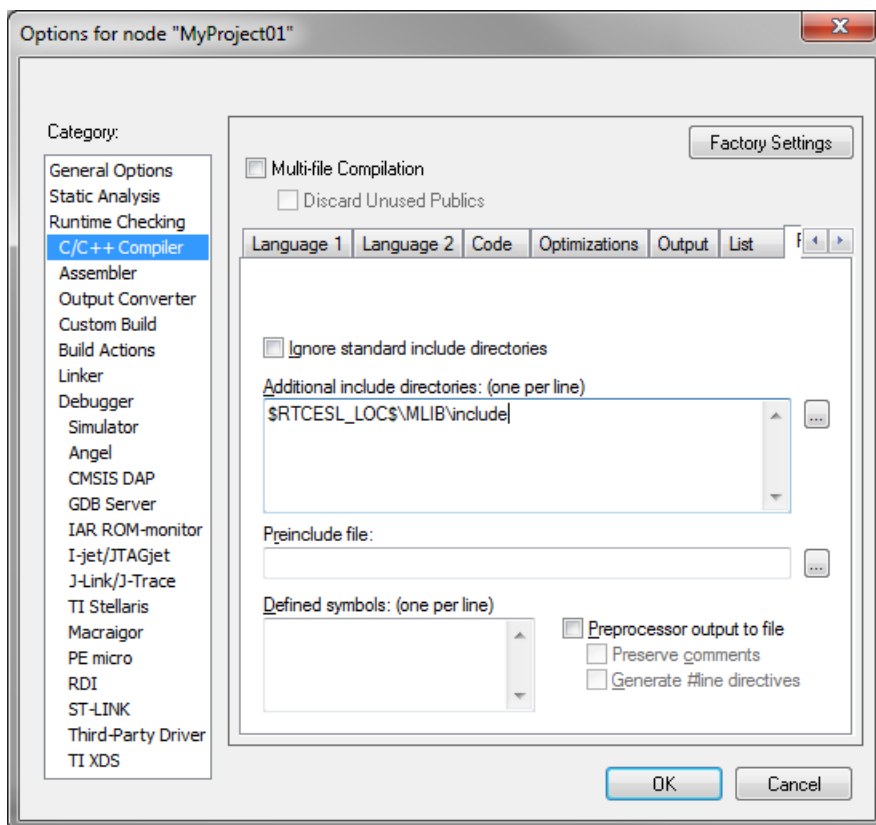 Options for node "MyProject01"
x
Category:
General Options
Static Analysis
Runtime Checking
C/C++ Compiler
Assembler
Output Converter
Custom Build
Build Actions
Linker
Debugger
Simulator
Angel
CMSIS DAP
GDB Server
IAR ROM-monitor
I-jet/JTAGjet
J-Link/J-Trace
TI Stellaris
Macraigor
PE micro
RDI
ST-LINK
Third-Party Driver
TI XDS
Factory Settings
Multi-file Compilation
Discard Unused Publics
Language 1 Language 2 Code Optimizations Output List
Ignore standard include directories
Additional include directories: (one per line)
$RTCESL_LOC$\MLIB\include
...
Preinclude file:
...
Defined symbols: (one per line)
Preprocessor output to file
Preserve comments
Generate #line directives
OK Cancel